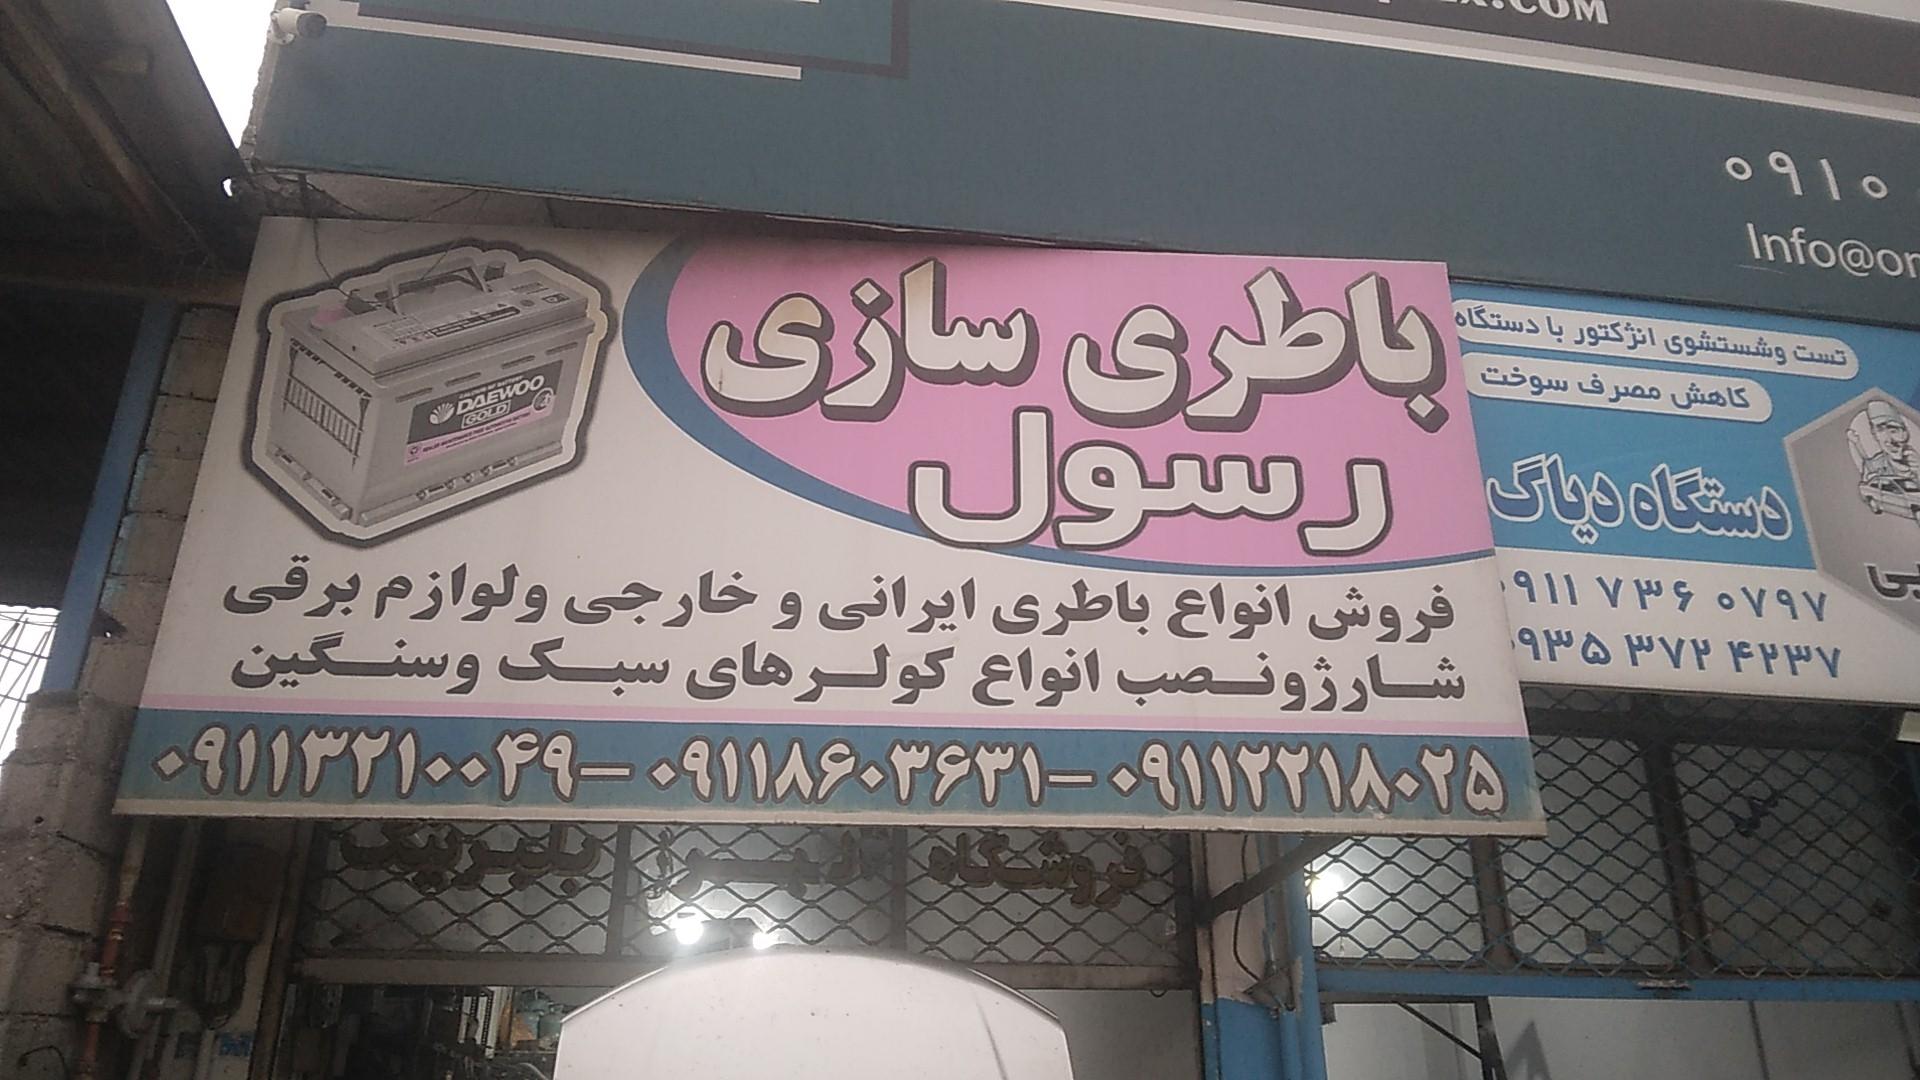 .COM
۰۹۱۰
Info@on
باطری سازی
رسول
DAEWOO
GOLD
فروش انواع باطری ایرانی و خارجی ولوازم برقی
شارژونصب انواع کولرهای سبک وسنگین
۰۹۱۱۳۲۱۰۰۴۹ – ۰۹۱۱۸۶۰۳۶۳۱ – ۰۹۱۱۲۲۱۸۰۲۵
تست وشستشوی انژکتور با دستگاه
کاهش مصرف سوخت
دستگاه دیاگ
۰۹۱۱ ۷۳۶ ۰۷۹۷
۰۹۳۵ ۳۷۲ ۴۲۳۷
فروشگاه